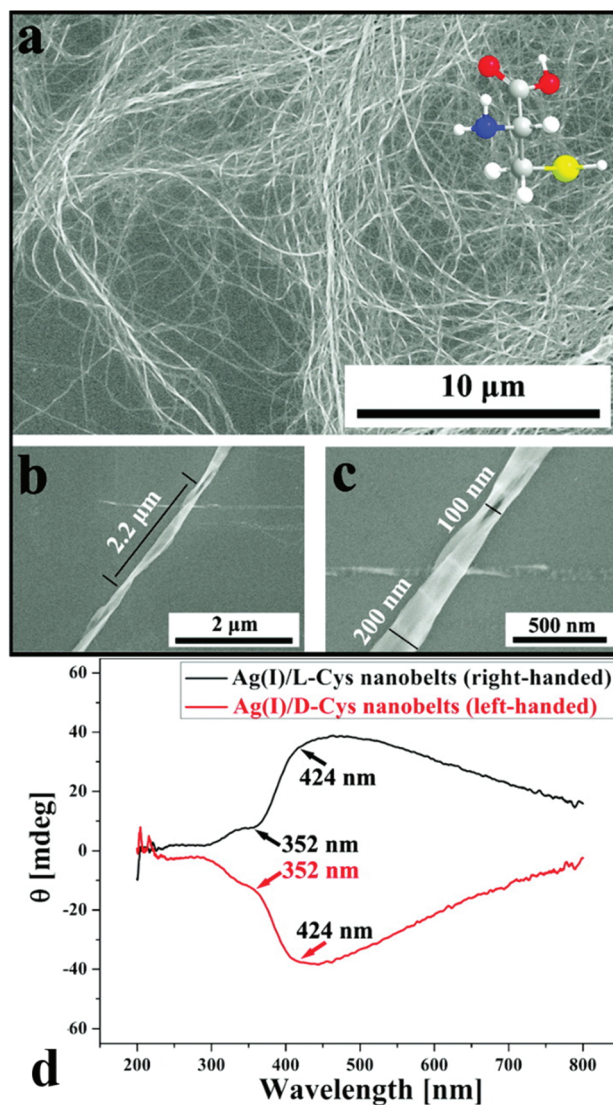 a
10 μm
b
2.2 μm
2 μm
c
100 nm
200 nm
500 nm
Ag(I)/L-Cys nanobelts (right-handed)
Ag(I)/D-Cys nanobelts (left-handed)
60
40
20
0
-20
-40
-60
θ [mdeg]
424 nm
352 nm
352 nm
424 nm
200 300 400 500 600 700 800
Wavelength [nm]
d